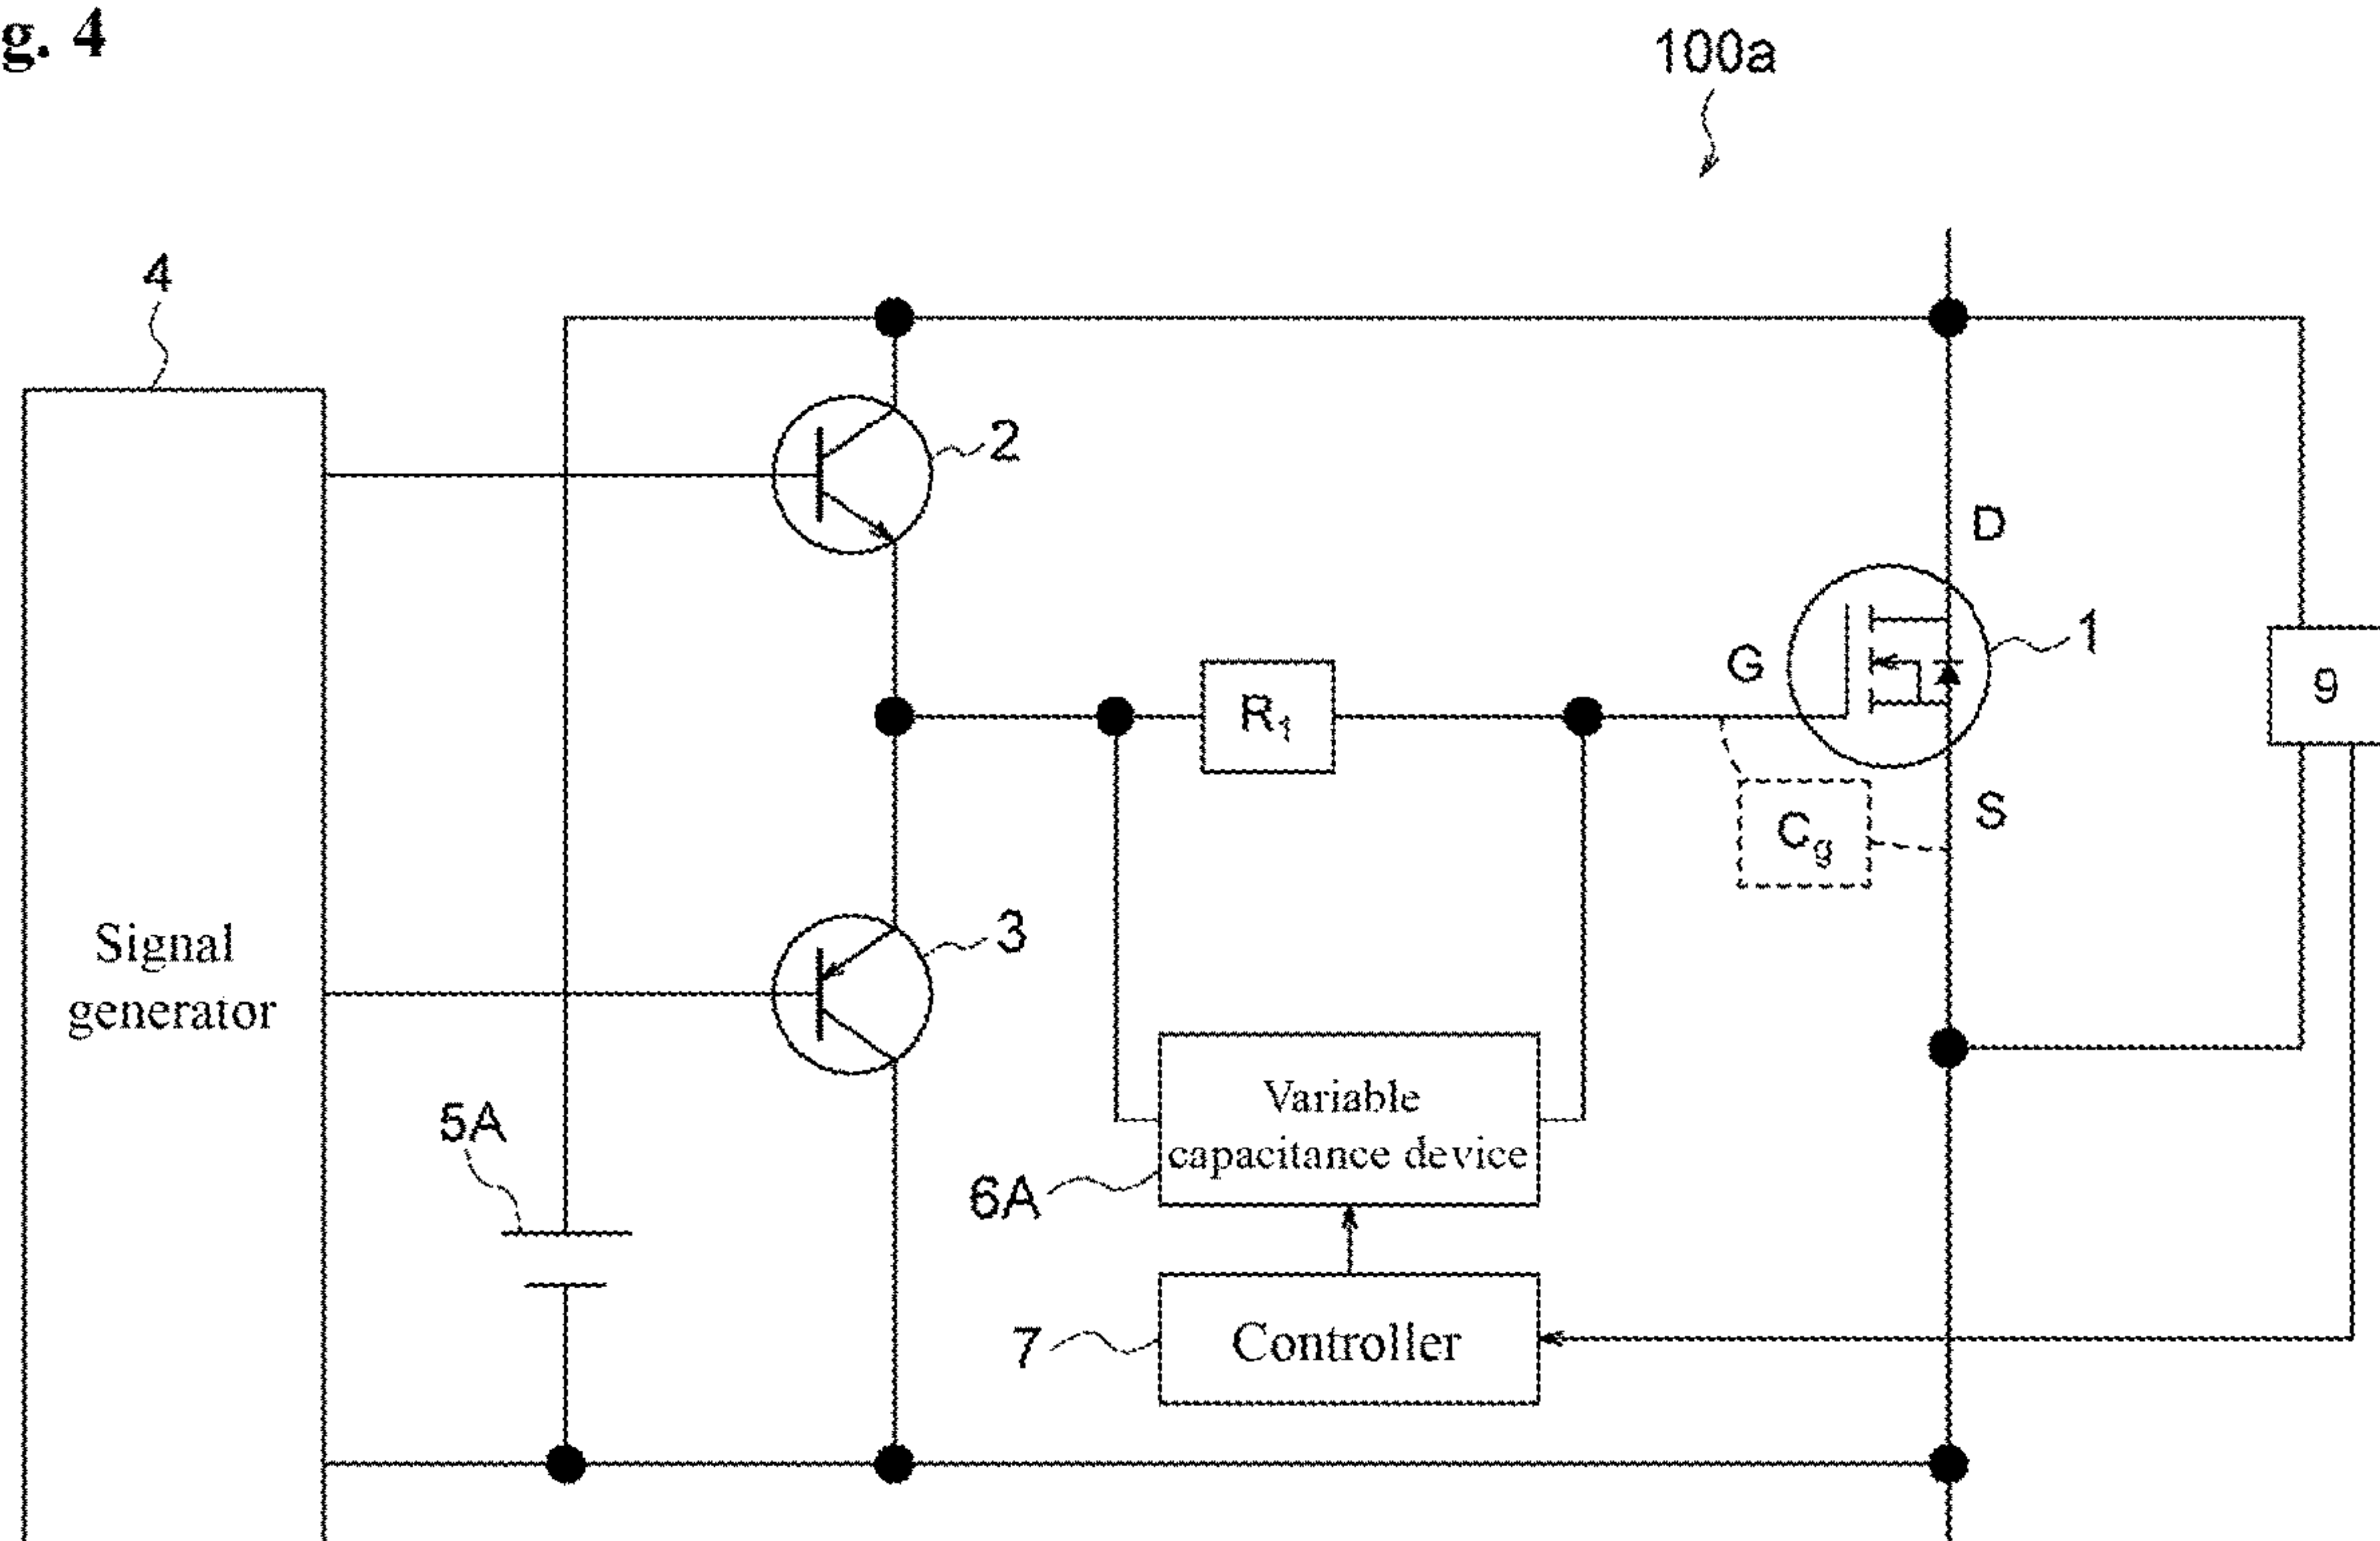 g. 4
100a
4
2
D
1
G
R1
9
S
Cg
3
Signal
generator
Variable
capacitance device
5A
6A
7
Controller